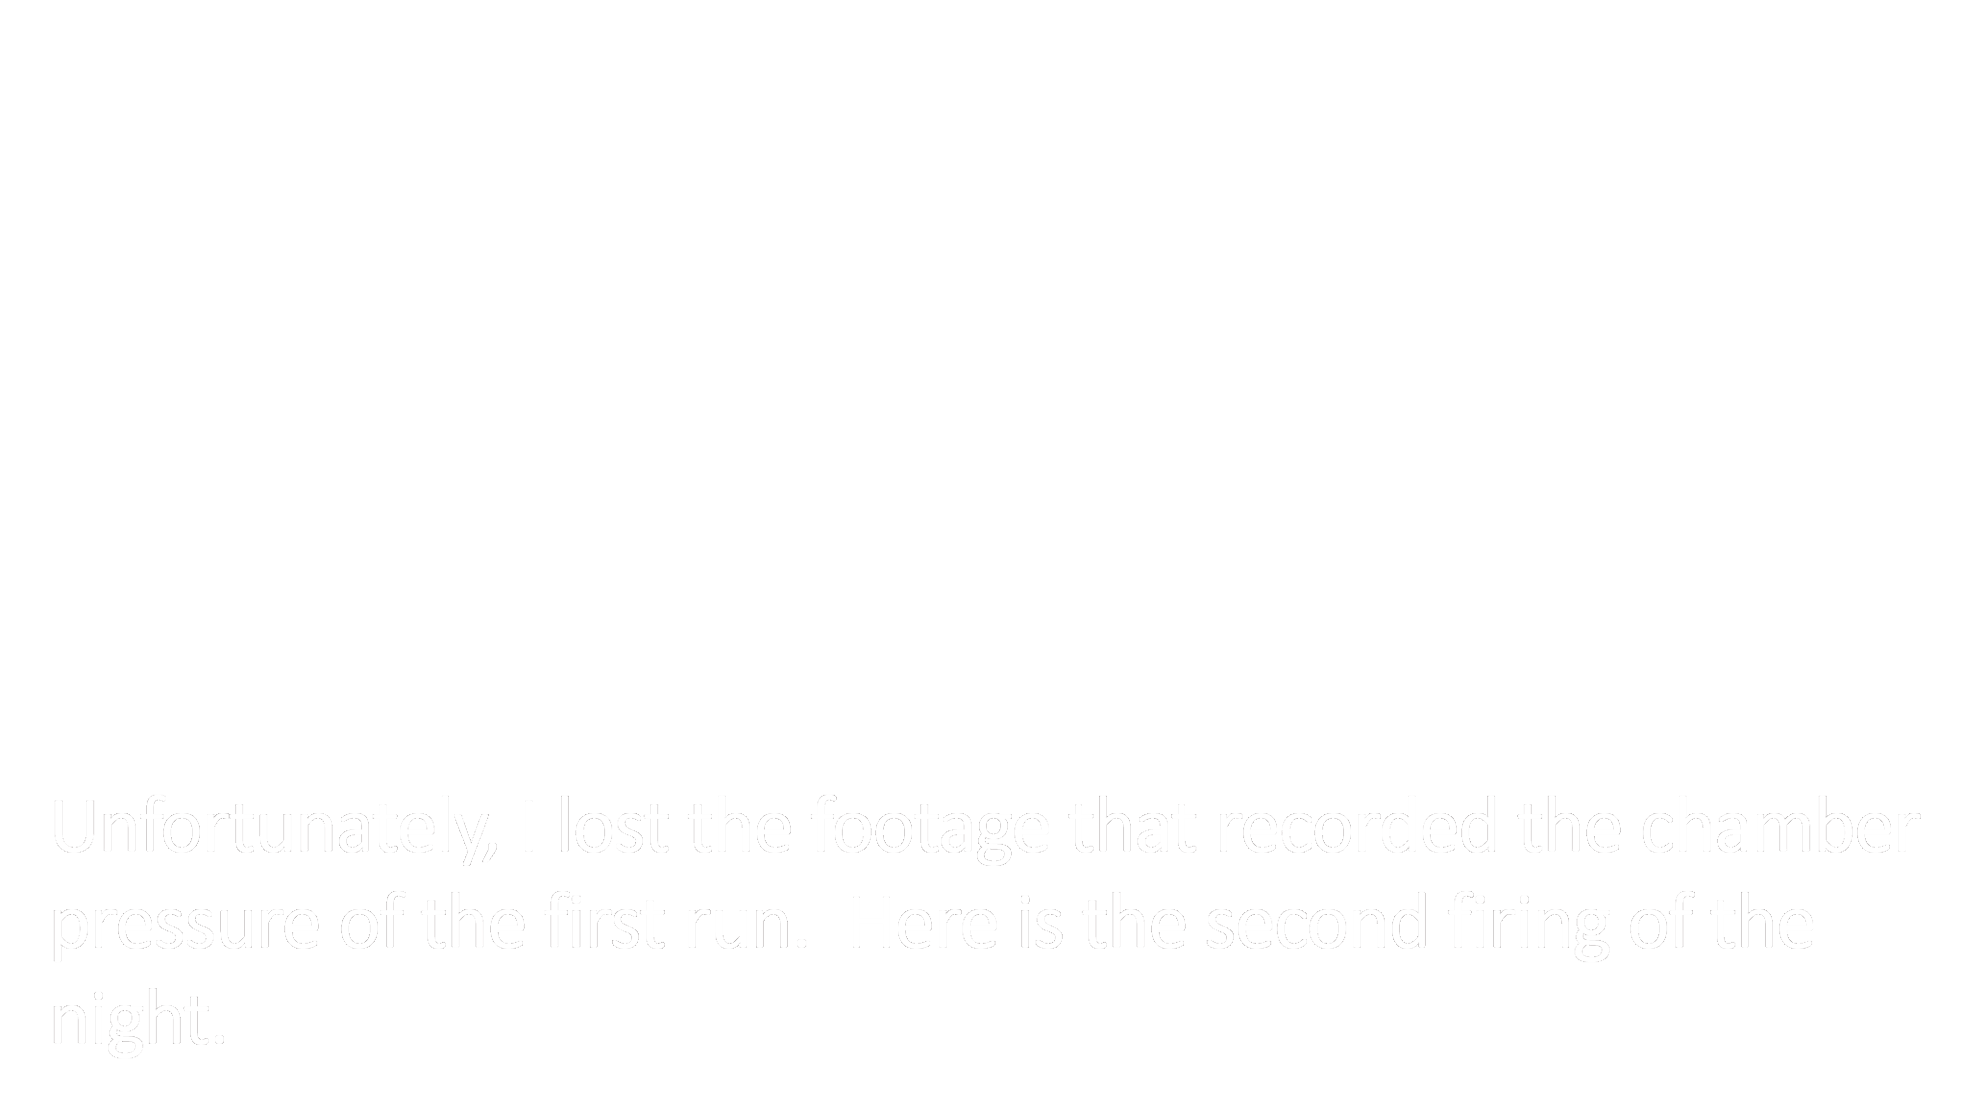 Unfortunately, I lost the footage that recorded the chamber
pressure of the first run.  Here is the second firing of the
night.